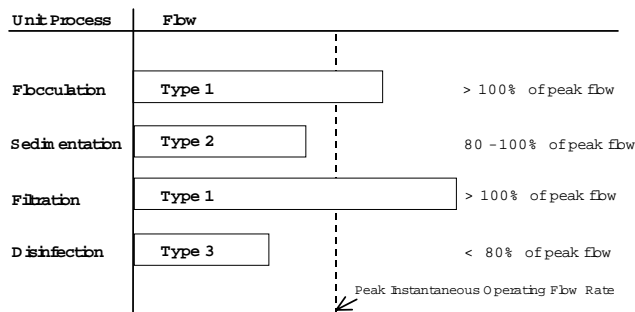 Unit Process Flow
Flocculation Type 1 > 100% of peak flow
Sedimentation Type 2 80 -100% of peak flow
Filtration Type 1 > 100% of peak flow
Disinfection Type 3 < 80% of peak flow
Peak Instantaneous Operating Flow Rate